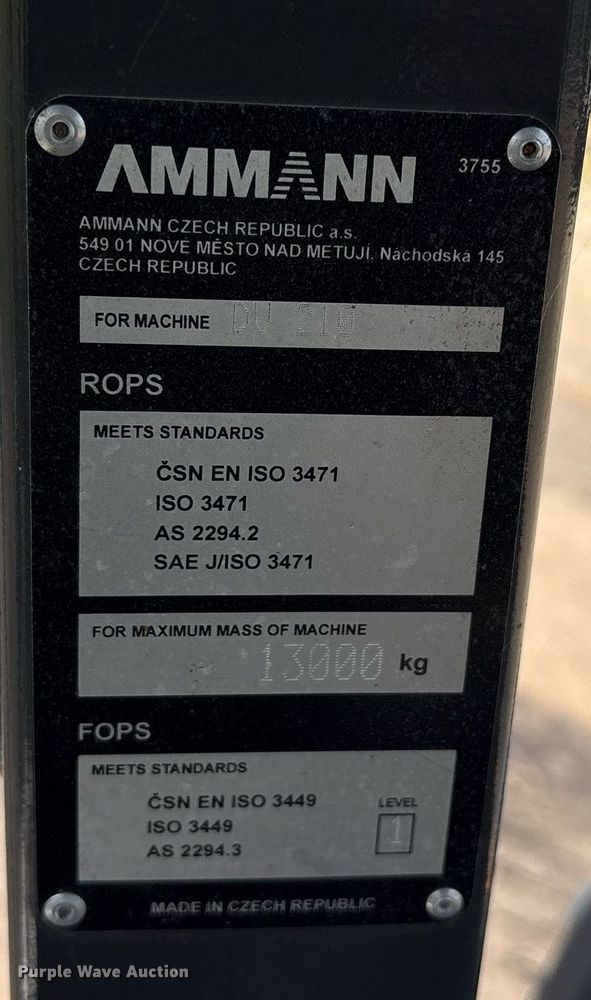 AMMANN 3755
AMMANN CZECH REPUBLIC a.s.
549 01 NOVÉ MĚSTO NAD METUJÍ, Náchodská 145
CZECH REPUBLIC
FOR MACHINE DV 210
ROPS
MEETS STANDARDS
ČSN EN ISO 3471
ISO 3471
AS 2294.2
SAE J/ISO 3471
FOR MAXIMUM MASS OF MACHINE
13000 kg
FOPS
MEETS STANDARDS
ČSN EN ISO 3449 LEVEL
ISO 3449 1
AS 2294.3
MADE IN CZECH REPUBLIC
Purple Wave Auction